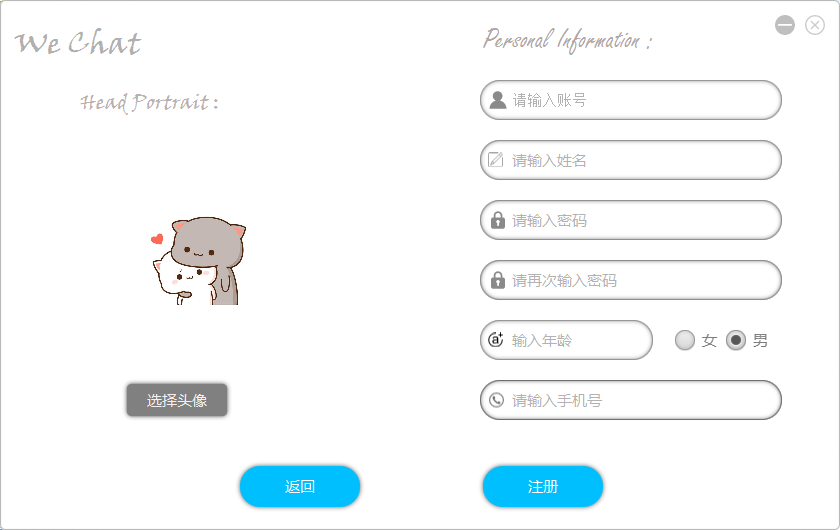 We Chat
Head Portrait :
选择头像
Personal Information :
请输入账号
请输入姓名
请输入密码
请再次输入密码
输入年龄 女 男
请输入手机号
返回 注册